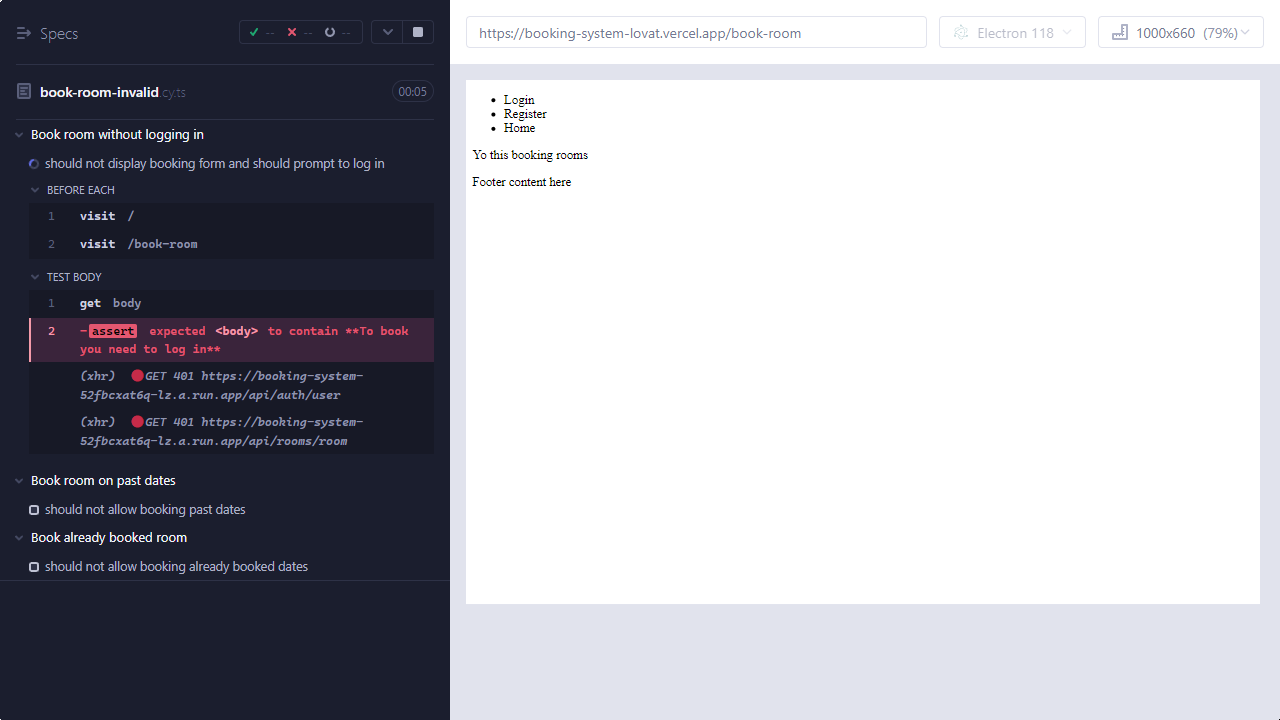 Specs
--
--
--
book-room-invalid.cy.ts
00:05
Book room without logging in
should not display booking form and should prompt to log in
BEFORE EACH
1 visit /
2 visit /book-room
TEST BODY
1 get body
2 -assert expected <body> to contain **To book
you need to log in**
(xhr) GET 401 https://booking-system-
52fbcxat6q-lz.a.run.app/api/auth/user
(xhr) GET 401 https://booking-system-
52fbcxat6q-lz.a.run.app/api/rooms/room
Book room on past dates
should not allow booking past dates
Book already booked room
should not allow booking already booked dates
https://booking-system-lovat.vercel.app/book-room
Electron 118
1000x660 (79%)
Login
Register
Home
Yo this booking rooms
Footer content here